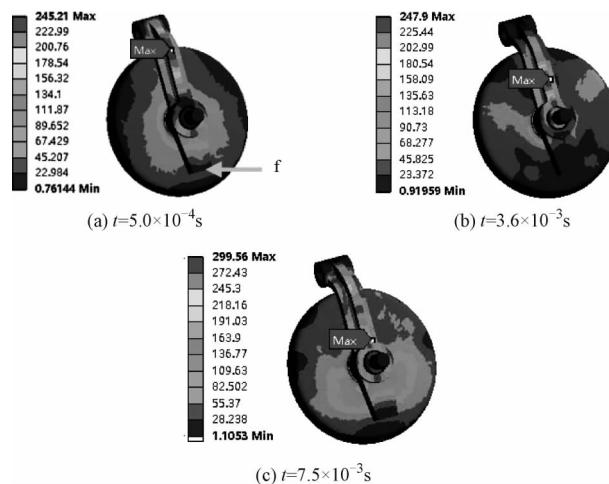 245.21 Max
222.99
200.76
178.54
156.32
134.1
111.87
89.652
67.429
45.207
22.984
0.76144 Min
Max
f
(a) t=5.0×10⁻⁴s
247.9 Max
225.44
202.99
180.54
158.09
135.63
113.18
90.73
68.277
45.825
23.372
0.91959 Min
Max
(b) t=3.6×10⁻³s
299.56 Max
272.43
245.3
218.16
191.03
163.9
136.77
109.63
82.502
55.37
28.238
1.1053 Min
Max
(c) t=7.5×10⁻³s